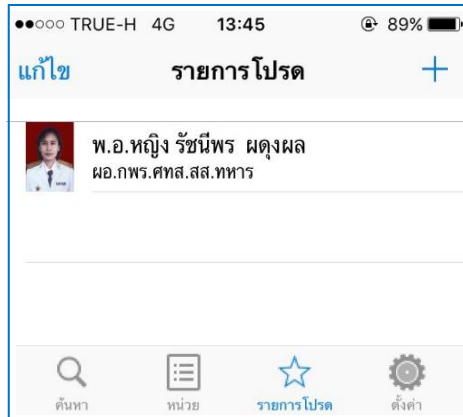 TRUE-H 4G 13:45 89%
แก้ไข รายการโปรด +
พ.อ.หญิง รัชนีพร ผดุงผล
ผอ.กพร.ศทส.สส.ทหาร
ค้นหา หน่วย รายการโปรด ตั้งค่า